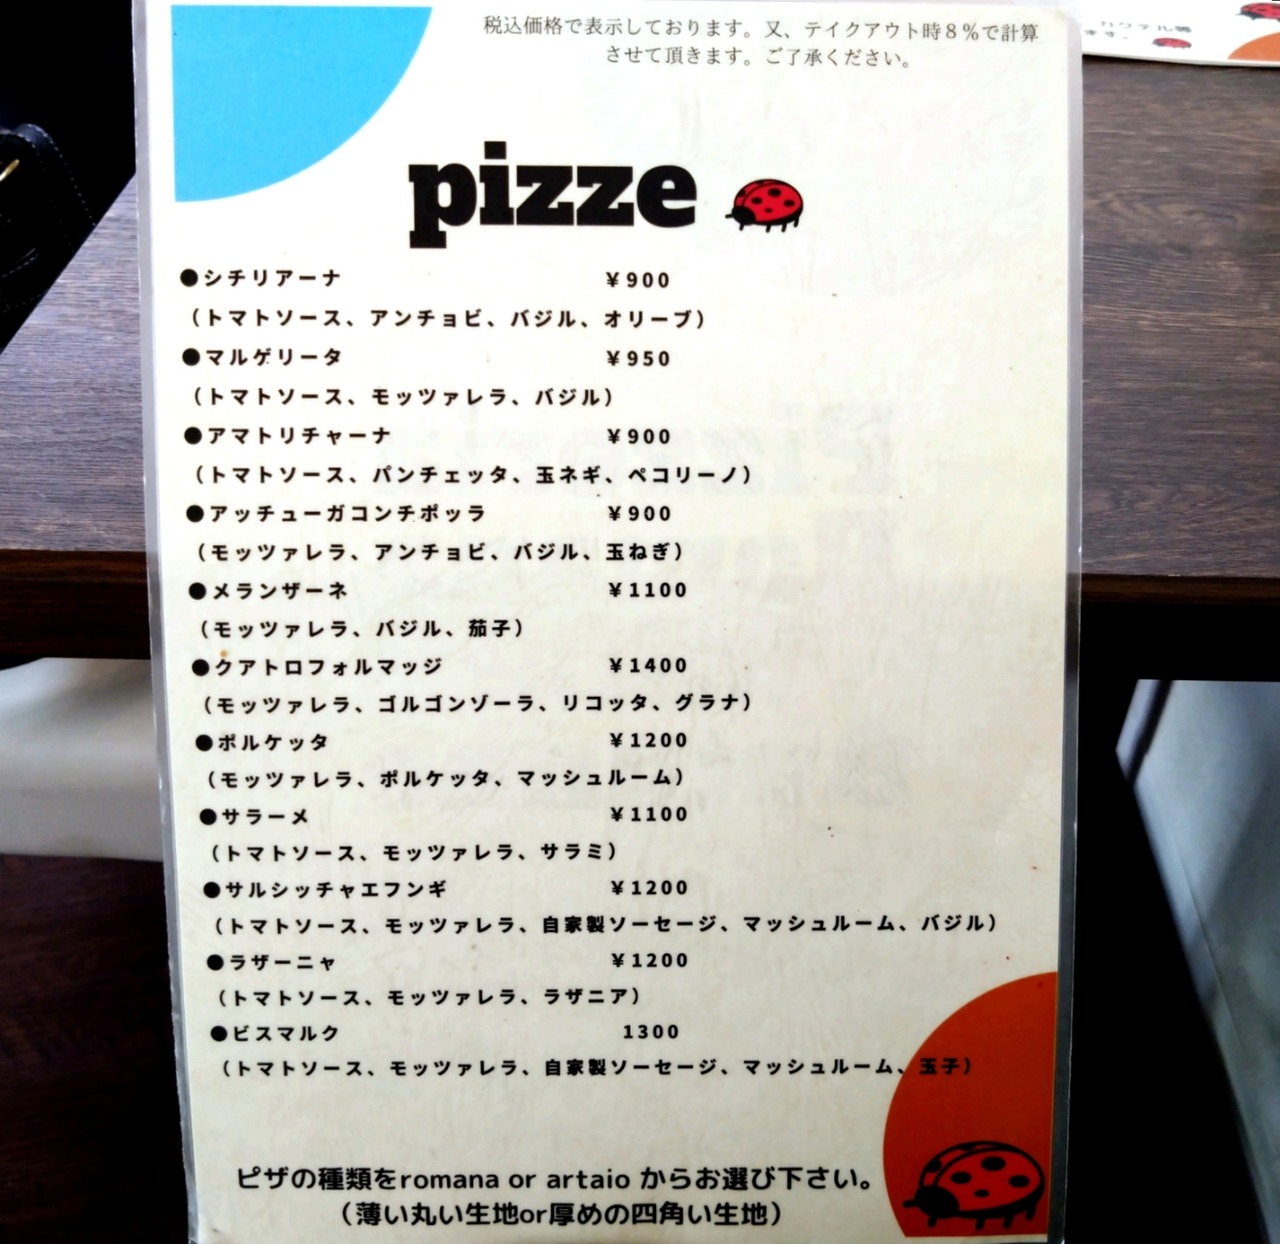 税込価格で表示しております。又、テイクアウト時8%で計算
させて頂きます。ご了承ください。
pizze
●シチリアーナ ¥900
（トマトソース、アンチョビ、バジル、オリーブ）
●マルゲリータ ¥950
（トマトソース、モッツァレラ、バジル）
●アマトリチャーナ ¥900
（トマトソース、パンチェッタ、玉ネギ、ペコリーノ）
●アッチューガコンチポッラ ¥900
（モッツァレラ、アンチョビ、バジル、玉ねぎ）
●メランザーネ ¥1100
（モッツァレラ、バジル、茄子）
●クアトロフォルマッジ ¥1400
（モッツァレラ、ゴルゴンゾーラ、リコッタ、グラナ）
●ポルケッタ ¥1200
（モッツァレラ、ポルケッタ、マッシュルーム）
●サラーメ ¥1100
（トマトソース、モッツァレラ、サラミ）
●サルシッチャエフンギ ¥1200
（トマトソース、モッツァレラ、自家製ソーセージ、マッシュルーム、バジル）
●ラザーニャ ¥1200
（トマトソース、モッツァレラ、ラザニア）
●ビスマルク 1300
（トマトソース、モッツァレラ、自家製ソーセージ、マッシュルーム、玉子）
ピザの種類をromana or artaio からお選び下さい。
（薄い丸い生地or厚めの四角い生地）
カクテル等
ます。